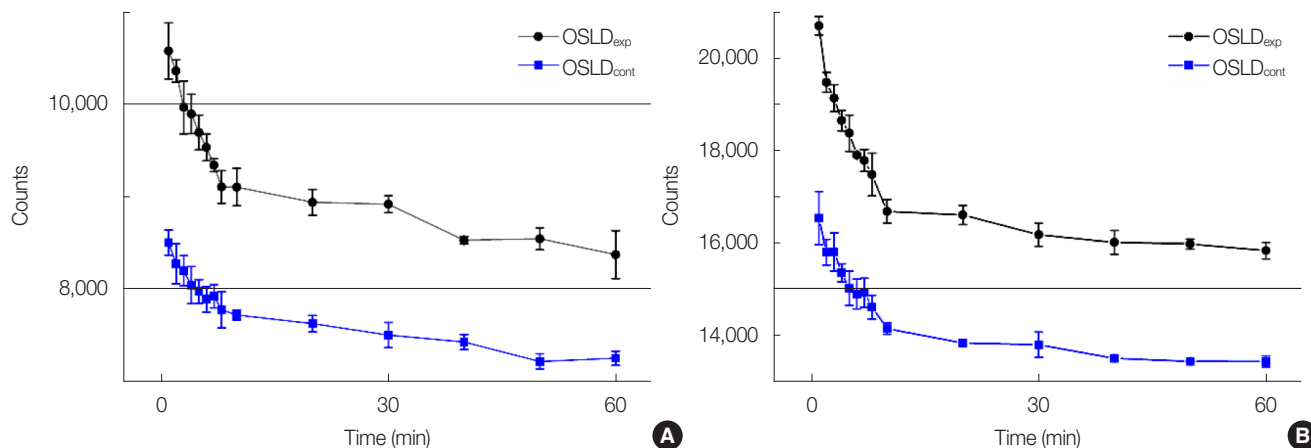 OSLDexp
OSLDcont
10,000
8,000
Counts
0
30
60
Time (min)
A
OSLDexp
OSLDcont
20,000
18,000
16,000
14,000
Counts
0
30
60
Time (min)
B